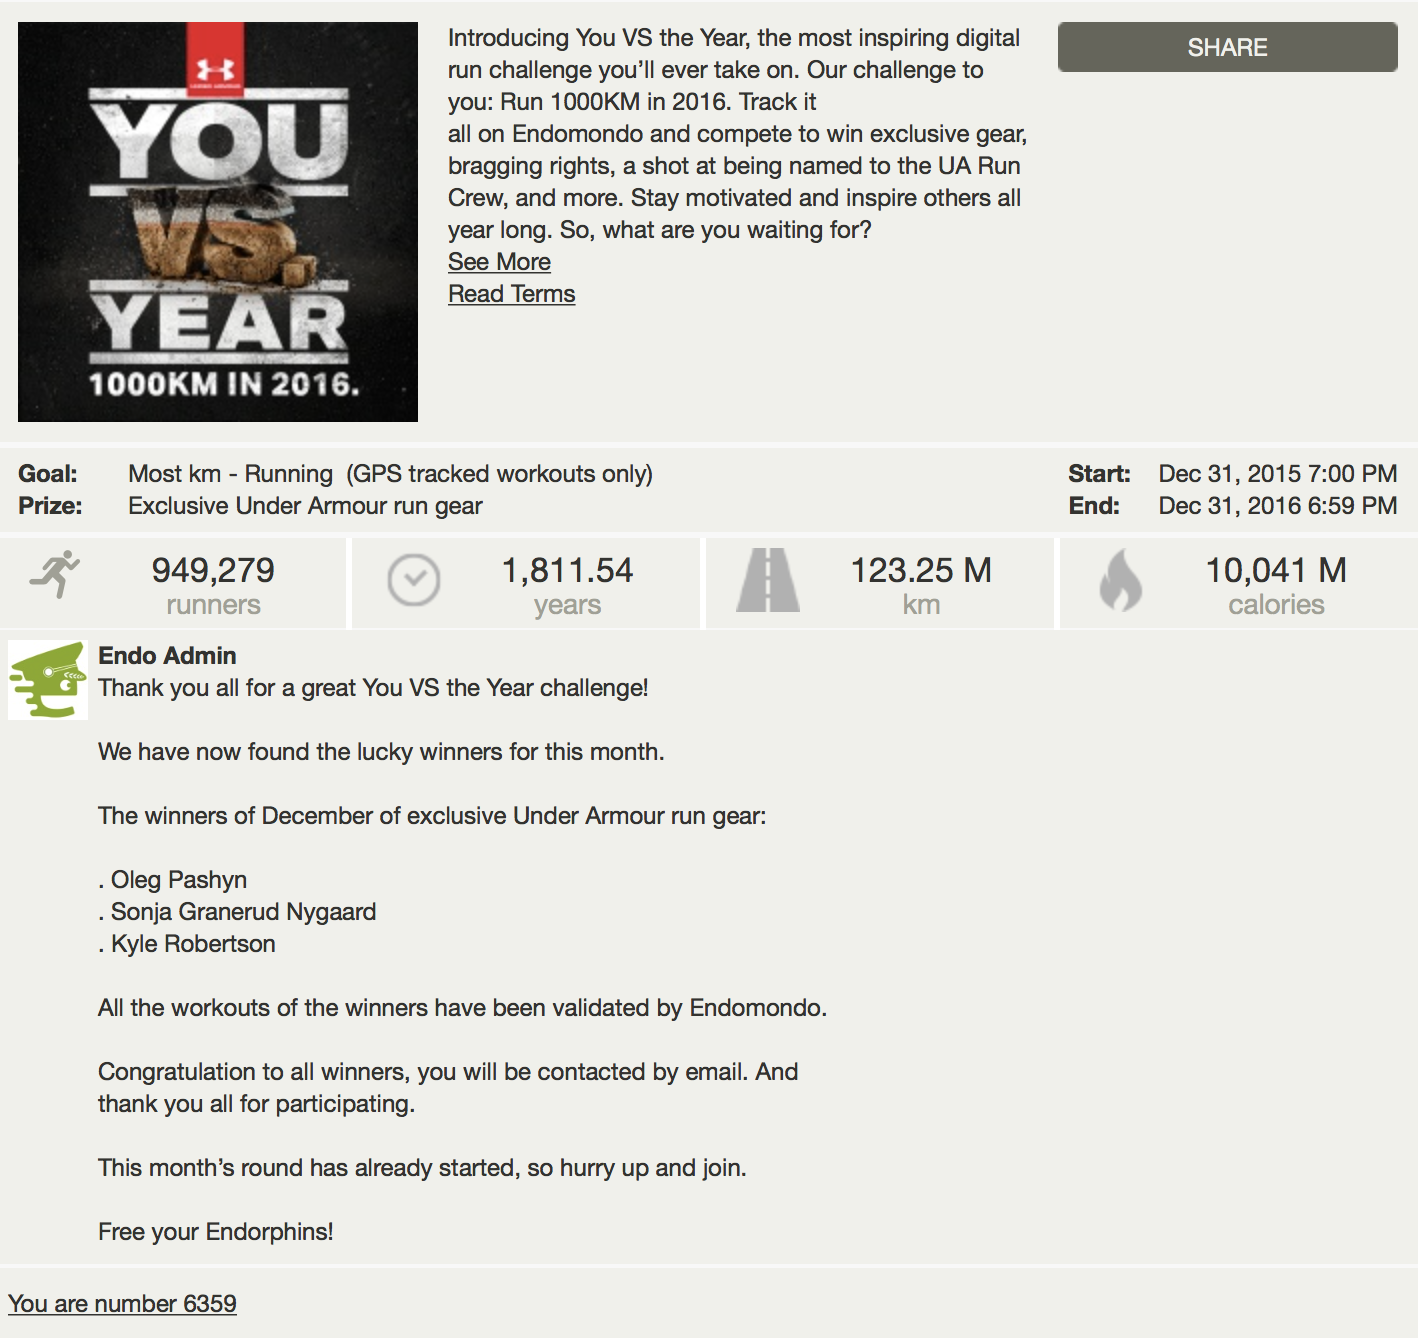 YOU
VS.
YEAR
1000KM IN 2016.
Introducing You VS the Year, the most inspiring digital
run challenge you’ll ever take on. Our challenge to
you: Run 1000KM in 2016. Track it
all on Endomondo and compete to win exclusive gear,
bragging rights, a shot at being named to the UA Run
Crew, and more. Stay motivated and inspire others all
year long. So, what are you waiting for?
See More
Read Terms
SHARE
Goal: Most km - Running (GPS tracked workouts only)
Prize: Exclusive Under Armour run gear
Start: Dec 31, 2015 7:00 PM
End: Dec 31, 2016 6:59 PM
949,279
runners
1,811.54
years
123.25 M
km
10,041 M
calories
Endo Admin
Thank you all for a great You VS the Year challenge!
We have now found the lucky winners for this month.
The winners of December of exclusive Under Armour run gear:
. Oleg Pashyn
. Sonja Granerud Nygaard
. Kyle Robertson
All the workouts of the winners have been validated by Endomondo.
Congratulation to all winners, you will be contacted by email. And
thank you all for participating.
This month’s round has already started, so hurry up and join.
Free your Endorphins!
You are number 6359